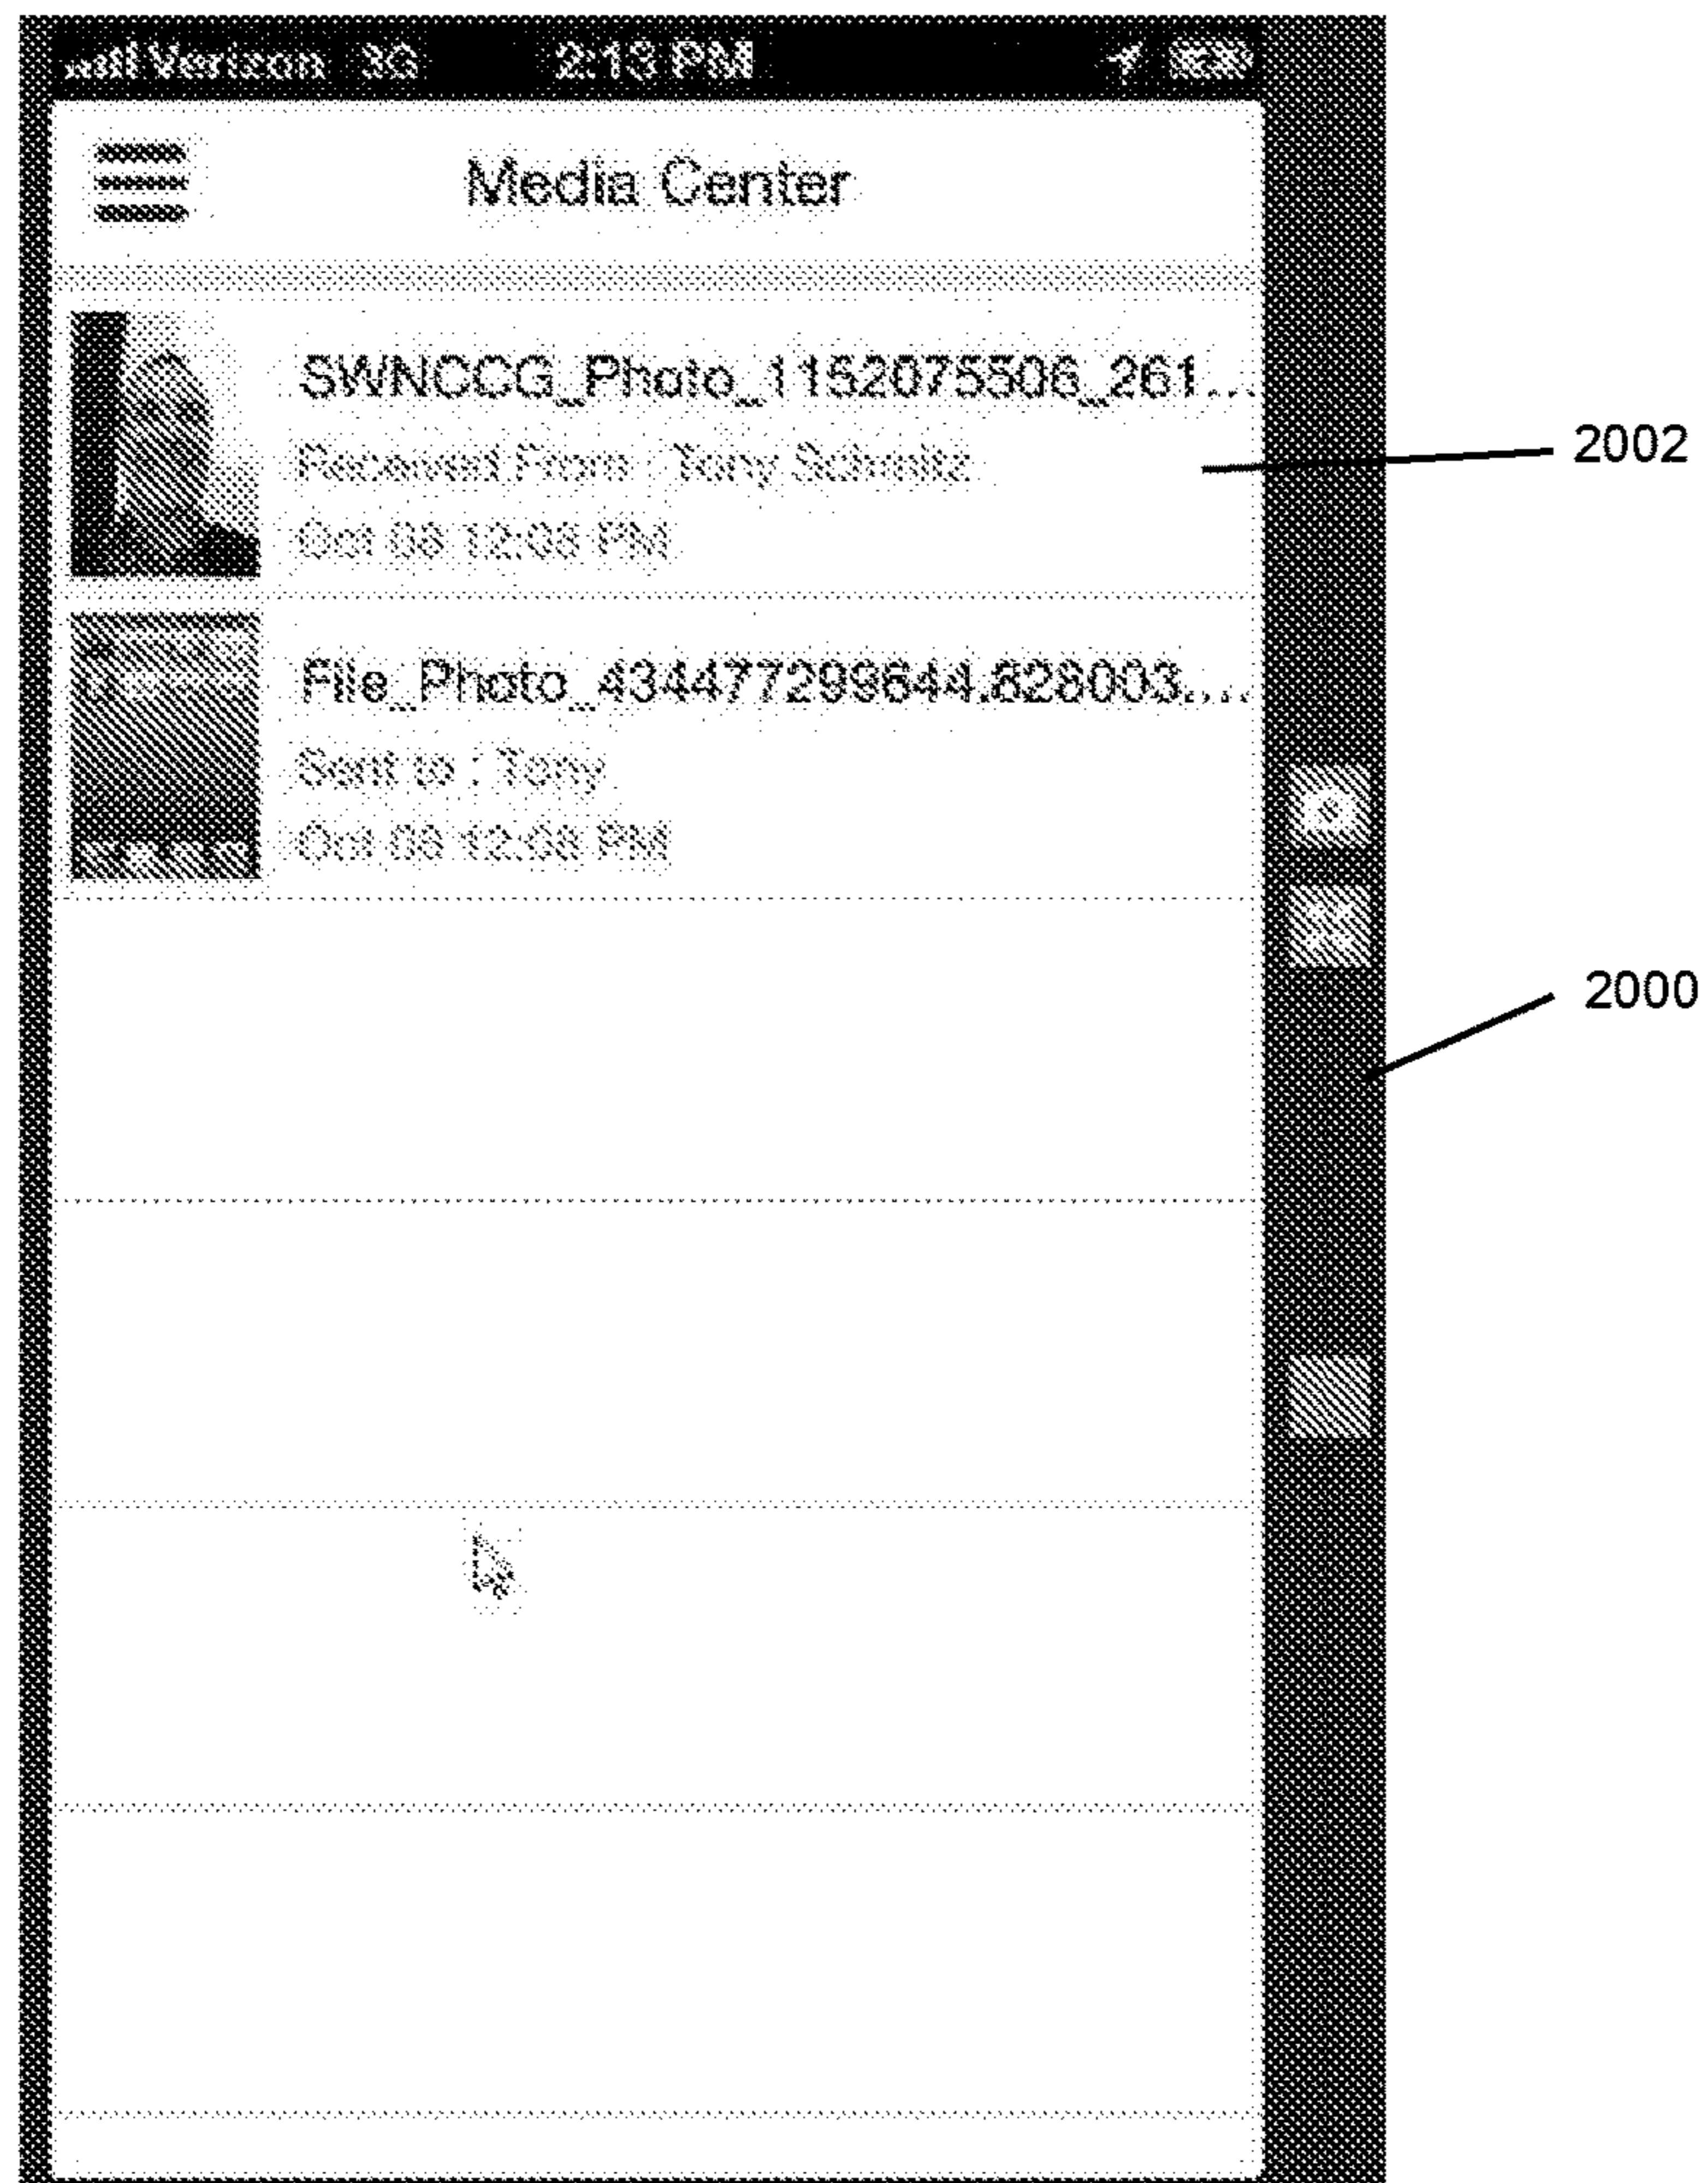 Verizon 3G 2:13 PM
Media Center
SWNCCG_Photo_1152075506_261...
Received From : Tony Schmitz
2002
Oct 08 12:08 PM
File_Photo_434477299644.828003....
Sent to : Tony
Oct 08 12:08 PM
2000